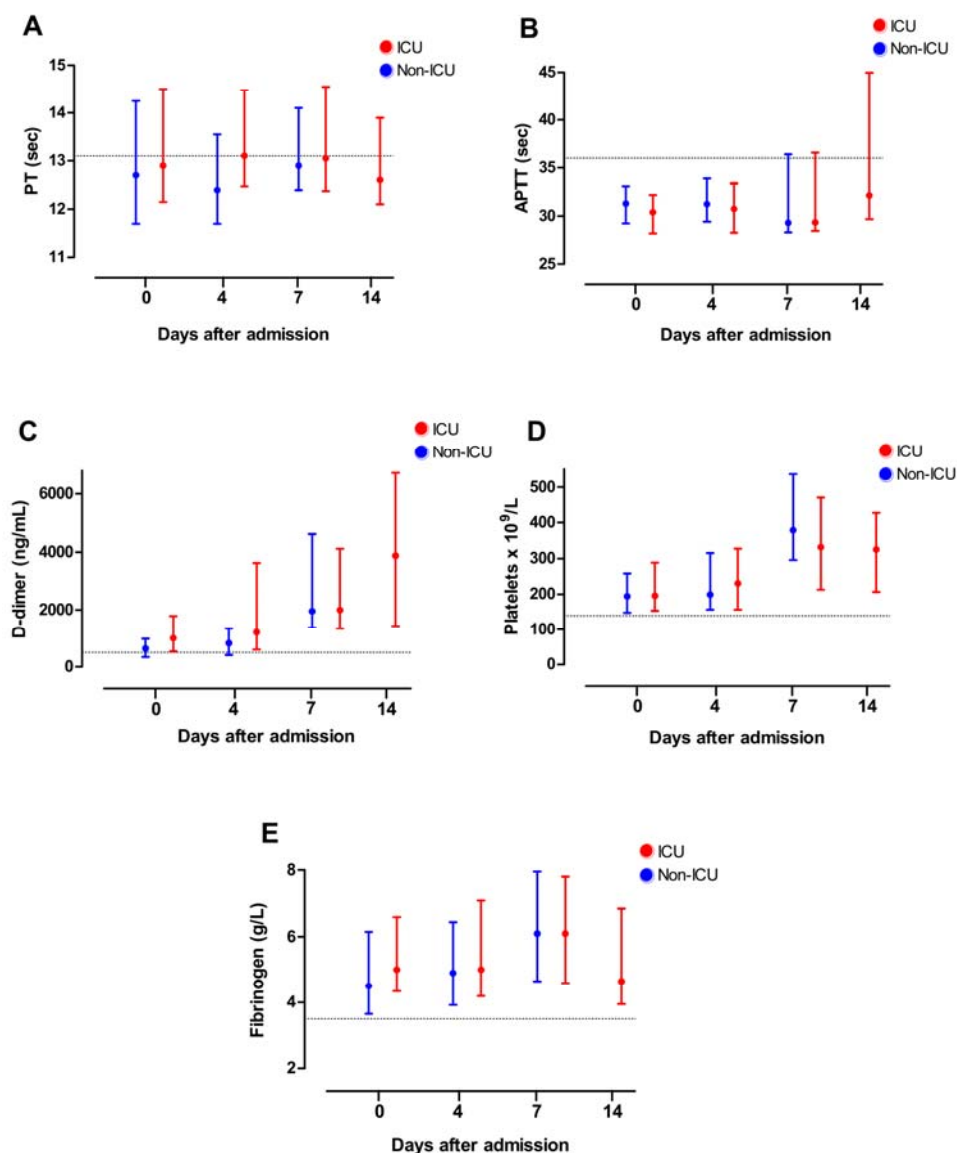 A
ICU
Non-ICU
15
14
13
12
11
PT (sec)
0 4 7 14
Days after admission
B
ICU
Non-ICU
45
40
35
30
25
APTT (sec)
0 4 7 14
Days after admission
C
ICU
Non-ICU
6000
4000
2000
0
D-dimer (ng/mL)
0 4 7 14
Days after admission
D
ICU
Non-ICU
500
400
300
200
100
0
Platelets x 10^9/L
0 4 7 14
Days after admission
E
ICU
Non-ICU
8
6
4
2
Fibrinogen (g/L)
0 4 7 14
Days after admission